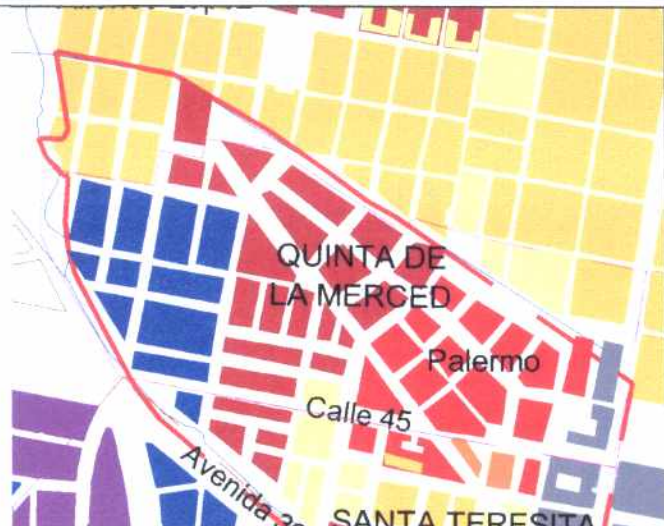 QUINTA DE
LA MERCED
Palermo
Calle 45
Avenida
SANTA TERESITA